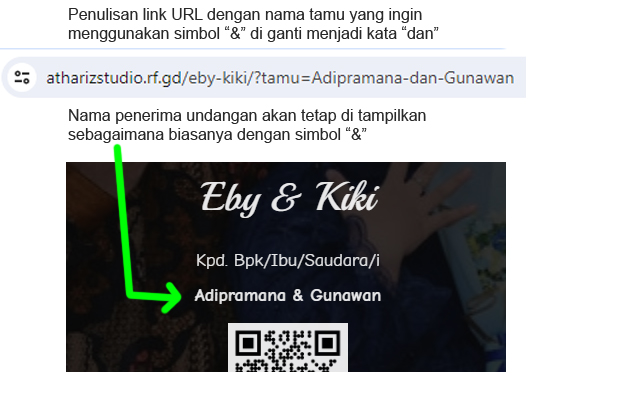 Penulisan link URL dengan nama tamu yang ingin
menggunakan simbol “&” di ganti menjadi kata “dan”
atharizstudio.rf.gd/eby-kiki/?tamu=Adipramana-dan-Gunawan
Nama penerima undangan akan tetap di tampilkan
sebagaimana biasanya dengan simbol “&”
Eby & Kiki
Kpd. Bpk/Ibu/Saudara/i
Adipramana & Gunawan